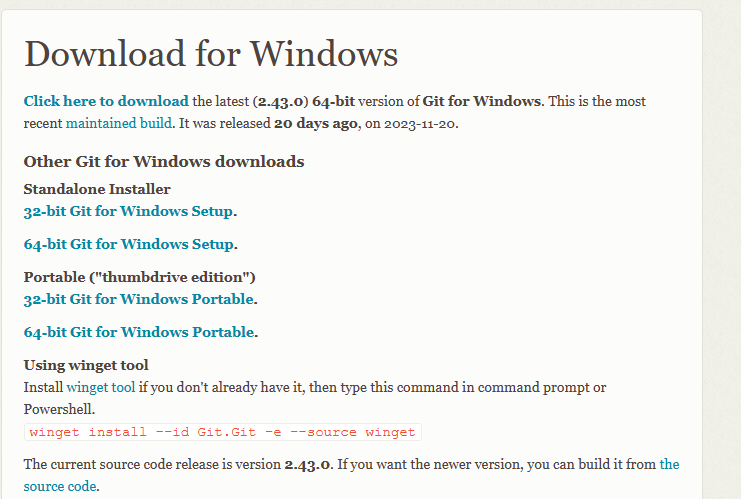 Download for Windows
Click here to download the latest (2.43.0) 64-bit version of Git for Windows. This is the most
recent maintained build. It was released 20 days ago, on 2023-11-20.
Other Git for Windows downloads
Standalone Installer
32-bit Git for Windows Setup.
64-bit Git for Windows Setup.
Portable ("thumbdrive edition")
32-bit Git for Windows Portable.
64-bit Git for Windows Portable.
Using winget tool
Install winget tool if you don't already have it, then type this command in command prompt or
Powershell.
winget install --id Git.Git -e --source winget
The current source code release is version 2.43.0. If you want the newer version, you can build it from the
source code.